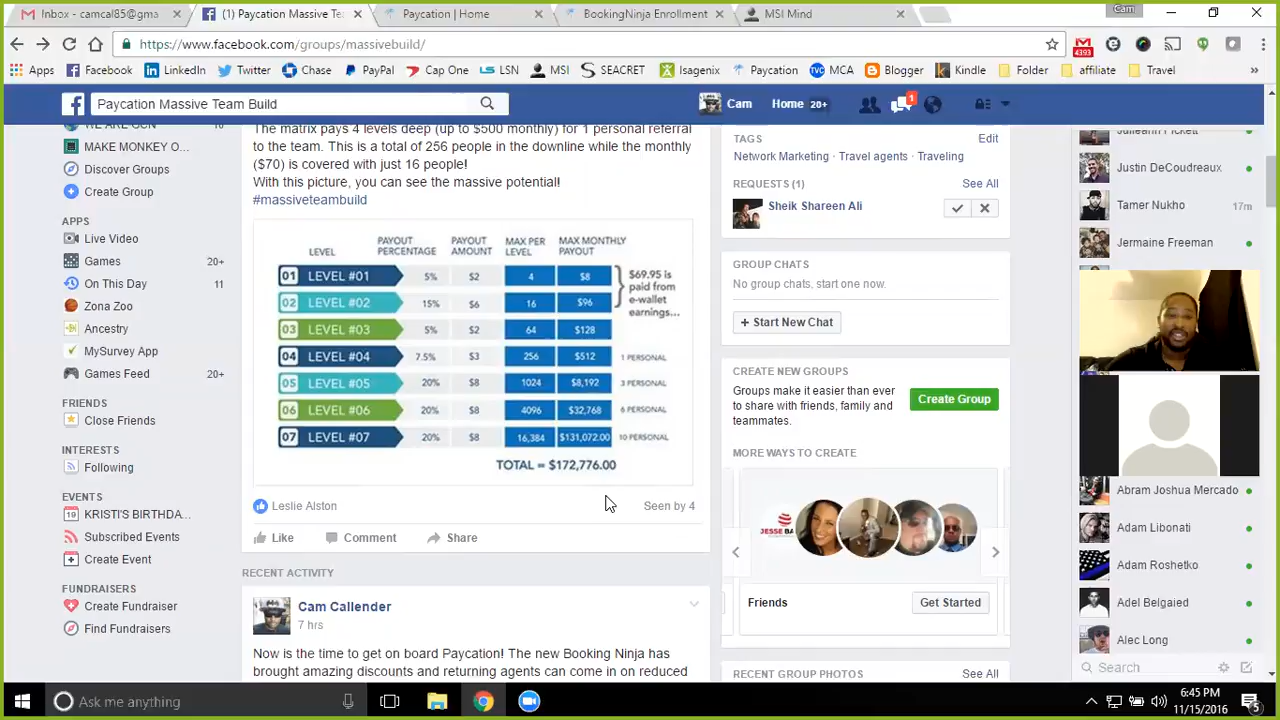 Inbox - camcal85@gma
(1) Paycation Massive Te
Paycation | Home
BookingNinja Enrollment
MSI Mind
Cam
https://www.facebook.com/groups/massivebuild/
4393
Apps
Facebook
LinkedIn
Twitter
Chase
PayPal
Cap One
LSN
MSI
SEACRET
Isagenix
Paycation
TVC MCA
Blogger
Kindle
Folder
affiliate
Travel
Paycation Massive Team Build
Cam
Home 20+
1
MAKE MONKEY O...
Discover Groups
Create Group
APPS
Live Video
Games 20+
On This Day 11
Zona Zoo
Ancestry
MySurvey App
Games Feed 20+
FRIENDS
Close Friends
INTERESTS
Following
EVENTS
19 KRISTI'S BIRTHDA...
Subscribed Events
Create Event
FUNDRAISERS
Create Fundraiser
Find Fundraisers
The matrix pays 4 levels deep (up to $500 monthly) for 1 personal referral
to the team. This is a total of 256 people in the downline while the monthly
($70) is covered with just 16 people!
With this picture, you can see the massive potential!
#massiveteambuild
LEVEL PAYOUT PERCENTAGE PAYOUT AMOUNT MAX PER LEVEL MAX MONTHLY PAYOUT
01 LEVEL #01 5% $2 4 $8
02 LEVEL #02 15% $6 16 $96
03 LEVEL #03 5% $2 64 $128
04 LEVEL #04 7.5% $3 256 $512 1 PERSONAL
05 LEVEL #05 20% $8 1024 $8,192 3 PERSONAL
06 LEVEL #06 20% $8 4096 $32,768 6 PERSONAL
07 LEVEL #07 20% $8 16,384 $131,072.00 10 PERSONAL
$69.95 is
paid from
e-wallet
earnings...
TOTAL = $172,776.00
Leslie Alston
Seen by 4
Like
Comment
Share
RECENT ACTIVITY
Cam Callender
7 hrs
Now is the time to get on board Paycation! The new Booking Ninja has
brought amazing discounts and returning agents can come in on reduced
TAGS Edit
Network Marketing · Travel agents · Traveling
REQUESTS (1) See All
Sheik Shareen Ali
GROUP CHATS
No group chats, start one now.
+ Start New Chat
CREATE NEW GROUPS
Groups make it easier than ever
to share with friends, family and
teammates.
Create Group
MORE WAYS TO CREATE
Friends
Get Started
RECENT GROUP PHOTOS See All
Justin DeCoudreaux
Tamer Nukho 17m
Jermaine Freeman
Abram Joshua Mercado
Adam Libonati
Adam Roshetko
Adel Belgaied
Alec Long
Search
Ask me anything
6:45 PM
11/15/2016
5